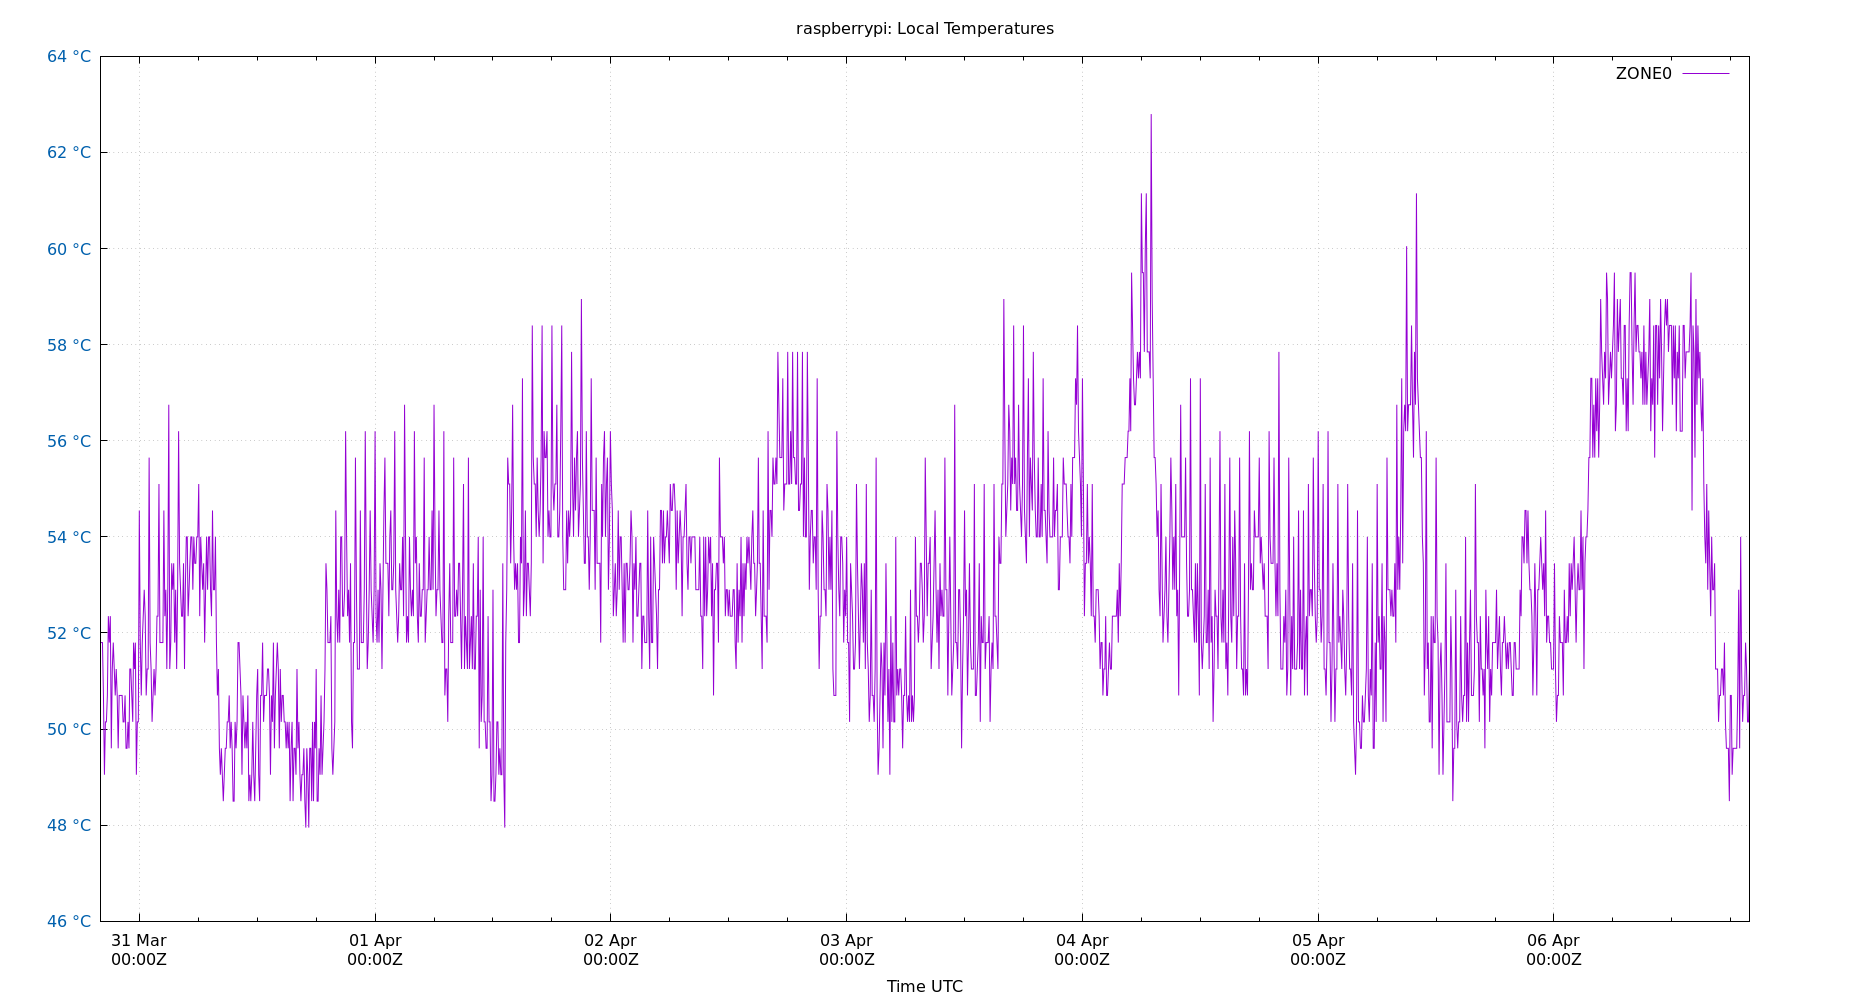 raspberrypi: Local Temperatures
64 °C
ZONE0
62 °C
60 °C
58 °C
56 °C
54 °C
52 °C
50 °C
48 °C
46 °C
31 Mar 01 Apr 02 Apr 03 Apr 04 Apr 05 Apr 06 Apr
00:00Z 00:00Z 00:00Z 00:00Z 00:00Z 00:00Z 00:00Z
Time UTC